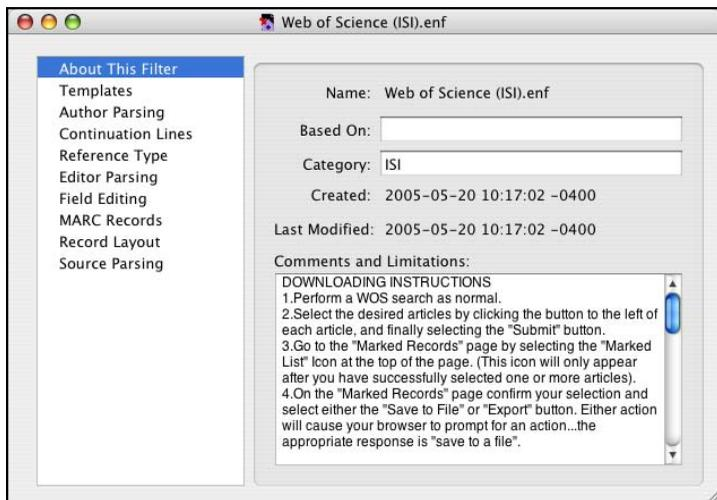 Web of Science (ISI).enf
About This Filter
Templates
Author Parsing
Continuation Lines
Reference Type
Editor Parsing
Field Editing
MARC Records
Record Layout
Source Parsing
Name: Web of Science (ISI).enf
Based On:
Category: ISI
Created: 2005-05-20 10:17:02 -0400
Last Modified: 2005-05-20 10:17:02 -0400
Comments and Limitations:
DOWNLOADING INSTRUCTIONS
1.Perform a WOS search as normal.
2.Select the desired articles by clicking the button to the left of
each article, and finally selecting the "Submit" button.
3.Go to the "Marked Records" page by selecting the "Marked
List" Icon at the top of the page. (This icon will only appear
after you have successfully selected one or more articles).
4.On the "Marked Records" page confirm your selection and
select either the "Save to File" or "Export" button. Either action
will cause your browser to prompt for an action...the
appropriate response is "save to a file".